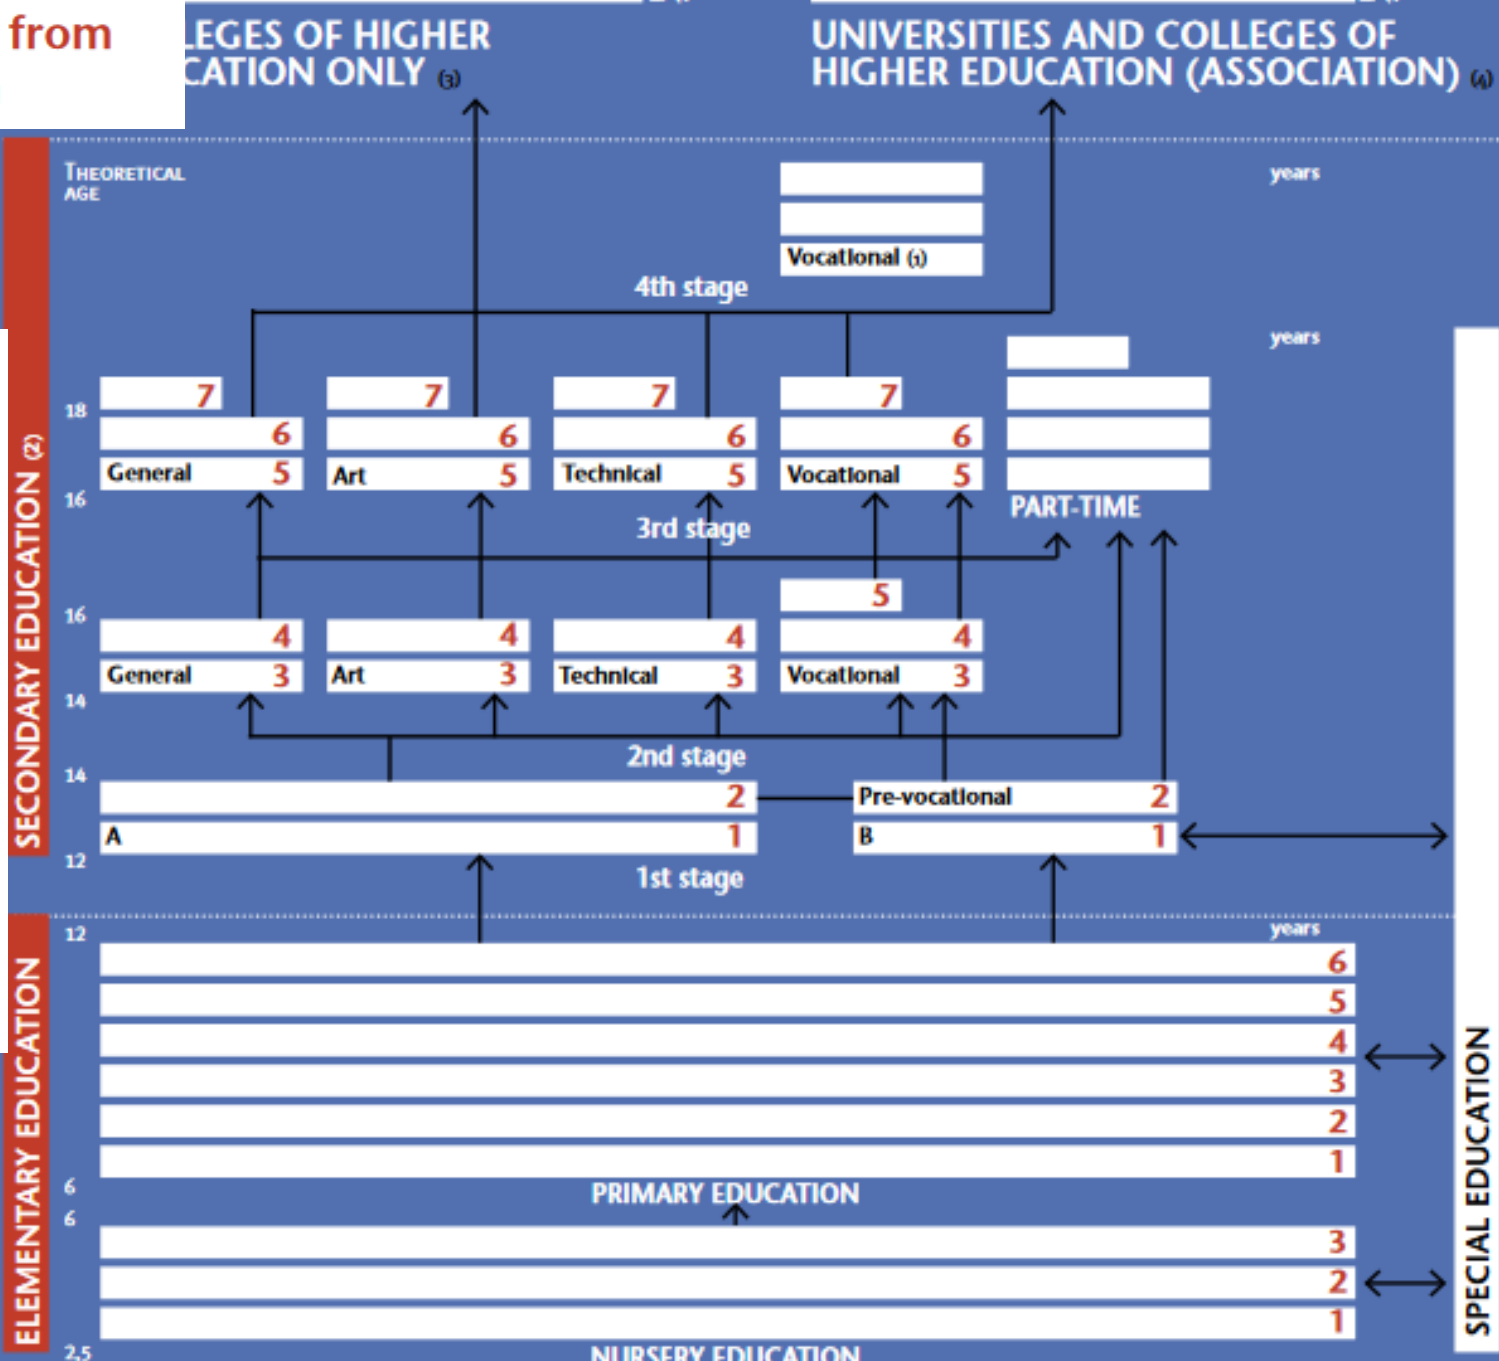 from
LEGES OF HIGHER
CATION ONLY (3)
UNIVERSITIES AND COLLEGES OF
HIGHER EDUCATION (ASSOCIATION) (4)
THEORETICAL
AGE
years
Vocational (1)
4th stage
years
7 7 7 7
18
6 6 6 6
General 5 Art 5 Technical 5 Vocational 5
16
PART-TIME
3rd stage
5
16
4 4 4 4
General 3 Art 3 Technical 3 Vocational 3
14
2nd stage
14
2 Pre-vocational 2
A 1 B 1
12
1st stage
SECONDARY EDUCATION (2)
12
years
6
5
4
3
2
1
6
PRIMARY EDUCATION
6
3
2
1
2,5
NURSERY EDUCATION
ELEMENTARY EDUCATION
SPECIAL EDUCATION